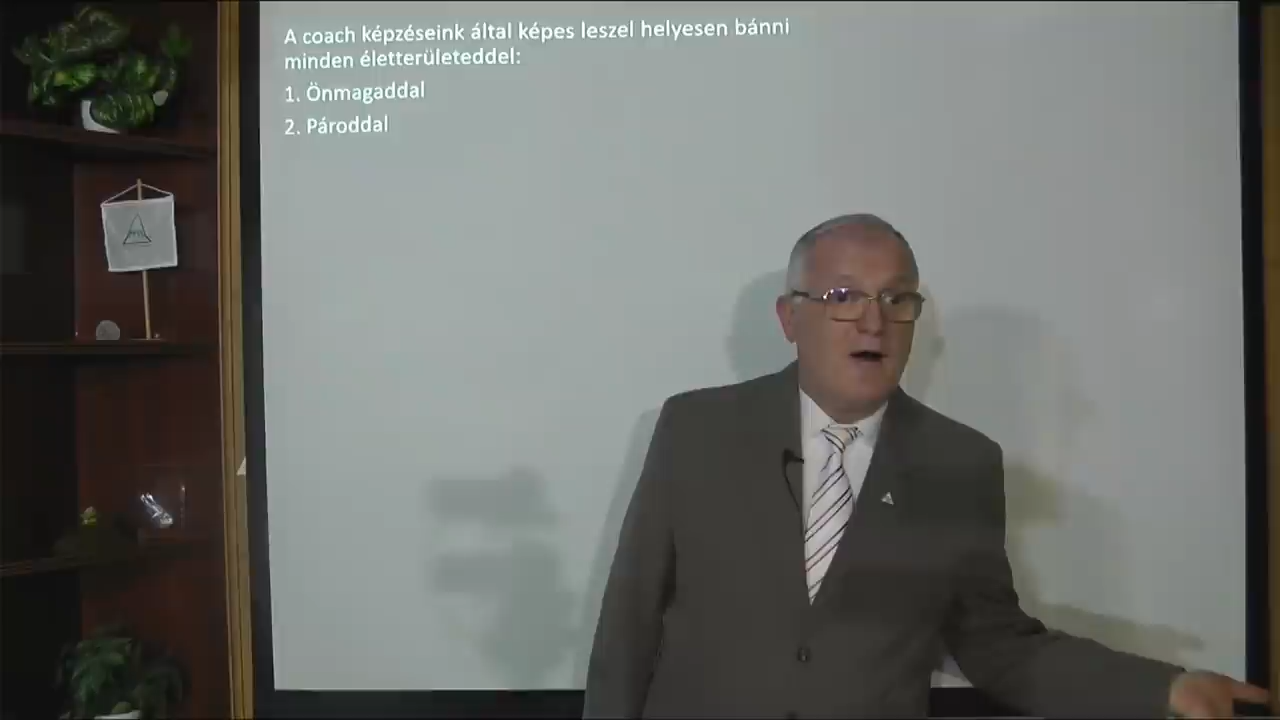 A coach képzéseink által képes leszel helyesen bánni
minden életterületeddel:
1. Önmagaddal
2. Pároddal